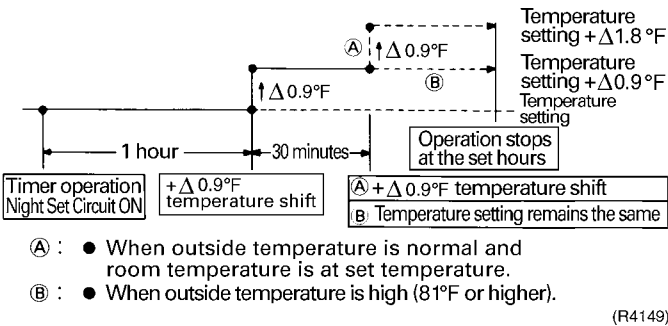 Temperature
setting +Δ1.8 °F
Ⓐ
↑Δ 0.9°F
Temperature
setting +Δ0.9°F
Ⓑ
↑Δ 0.9°F
Temperature
setting
1 hour
30 minutes
Operation stops
at the set hours
Timer operation
Night Set Circuit ON
+Δ 0.9°F
temperature shift
Ⓐ +Δ 0.9°F temperature shift
Ⓑ Temperature setting remains the same
Ⓐ : ● When outside temperature is normal and
room temperature is at set temperature.
Ⓑ : ● When outside temperature is high (81°F or higher).
(R4149)